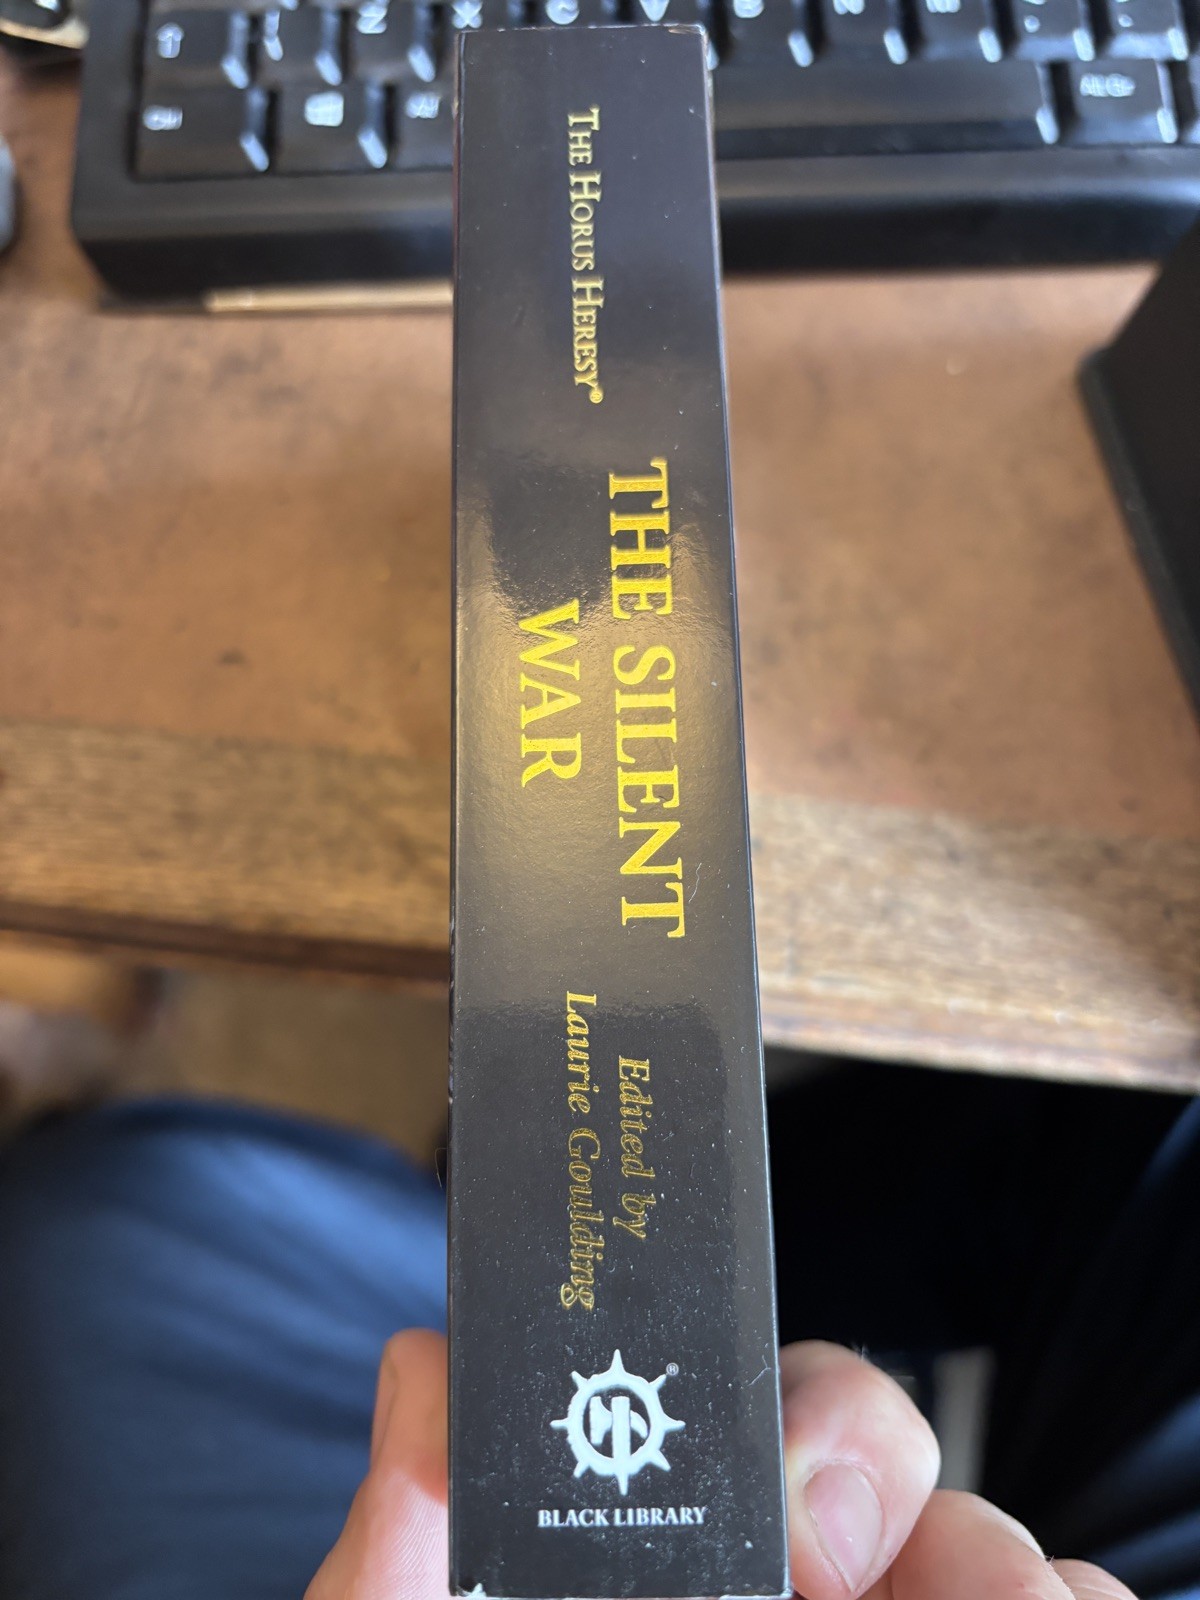 THE HORUS HERESY®
THE SILENT
WAR
Edited by
Laurie Goulding
®
BLACK LIBRARY